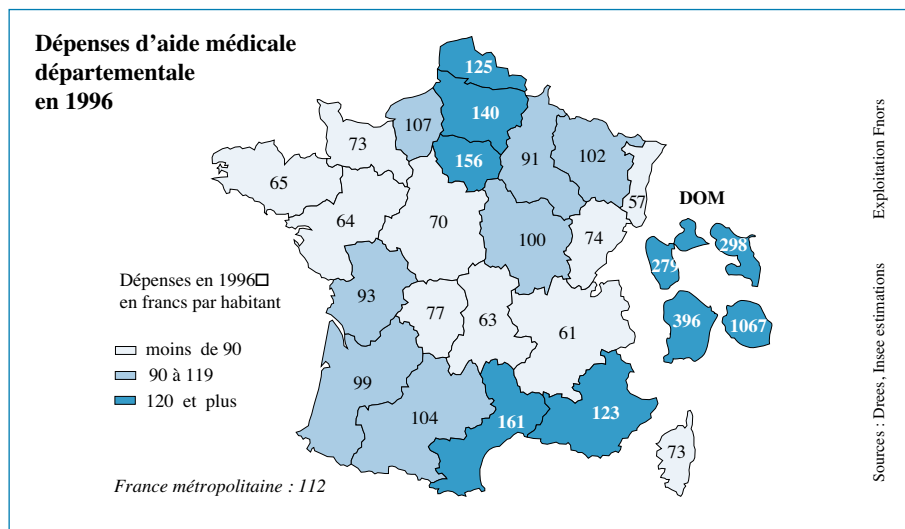 Dépenses d’aide médicale
départementale
en 1996
125
140
107
73
156
91
102
65
57
64
70
100
74
DOM
279
298
396
1067
Dépenses en 1996□
en francs par habitant
moins de 90
90 à 119
120 et plus
93
77
63
61
99
104
161
123
73
France métropolitaine : 112
Exploitation Fnors
Sources : Drees, Insee estimations